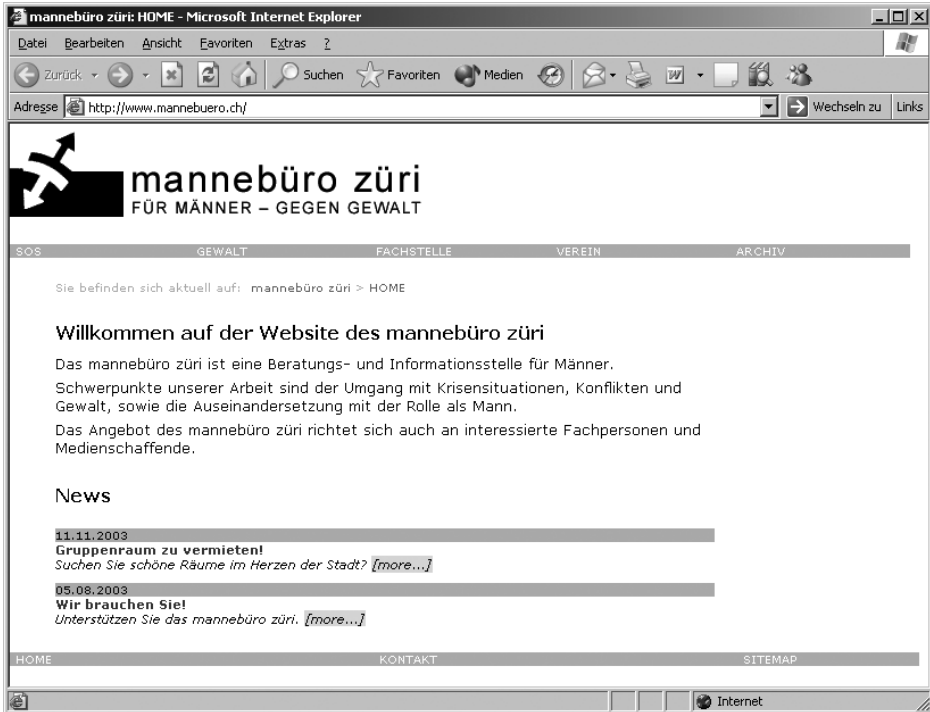 mannebüro züri: HOME - Microsoft Internet Explorer
Datei Bearbeiten Ansicht Favoriten Extras ?
Zurück Suchen Favoriten Medien
Adresse http://www.mannebuero.ch/ Wechseln zu Links
mannebüro züri
FÜR MÄNNER – GEGEN GEWALT
SOS GEWALT FACHSTELLE VEREIN ARCHIV
Sie befinden sich aktuell auf: mannebüro züri > HOME
Willkommen auf der Website des mannebüro züri
Das mannebüro züri ist eine Beratungs- und Informationsstelle für Männer.
Schwerpunkte unserer Arbeit sind der Umgang mit Krisensituationen, Konflikten und
Gewalt, sowie die Auseinandersetzung mit der Rolle als Mann.
Das Angebot des mannebüro züri richtet sich auch an interessierte Fachpersonen und
Medienschaffende.
News
11.11.2003
Gruppenraum zu vermieten!
Suchen Sie schöne Räume im Herzen der Stadt? [more...]
05.08.2003
Wir brauchen Sie!
Unterstützen Sie das mannebüro züri. [more...]
HOME KONTAKT SITEMAP
Internet